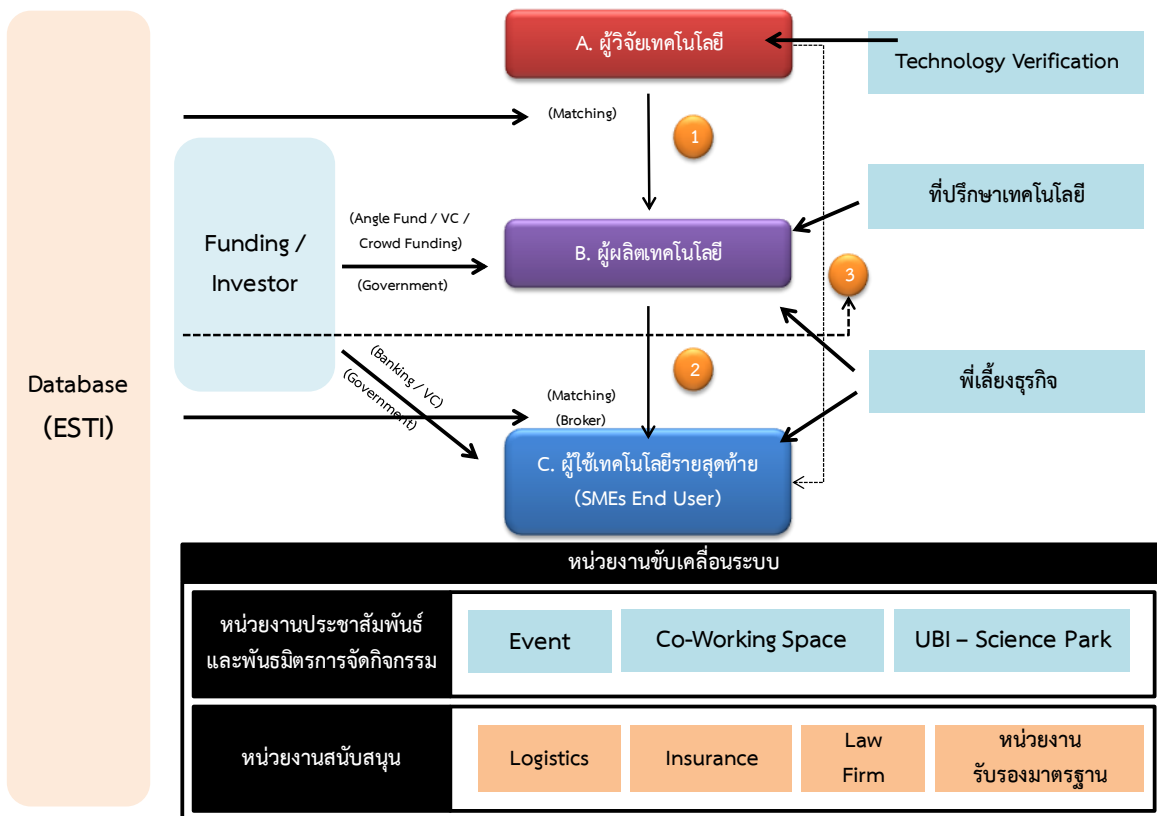 A. ผู้วิจัยเทคโนโลยี
Technology Verification
(Matching)
1
ที่ปรึกษาเทคโนโลยี
(Angle Fund / VC /
Crowd Funding)
Funding /
Investor
B. ผู้ผลิตเทคโนโลยี
(Government)
3
(Banking / VC)
(Government)
2
Database
(ESTI)
พี่เลี้ยงธุรกิจ
(Matching)
(Broker)
C. ผู้ใช้เทคโนโลยีรายสุดท้าย
(SMEs End User)
หน่วยงานขับเคลื่อนระบบ
หน่วยงานประชาสัมพันธ์
และพันธมิตรการจัดกิจกรรม
Event
Co-Working Space
UBI – Science Park
หน่วยงานสนับสนุน
Logistics
Insurance
Law
Firm
หน่วยงาน
รับรองมาตรฐาน